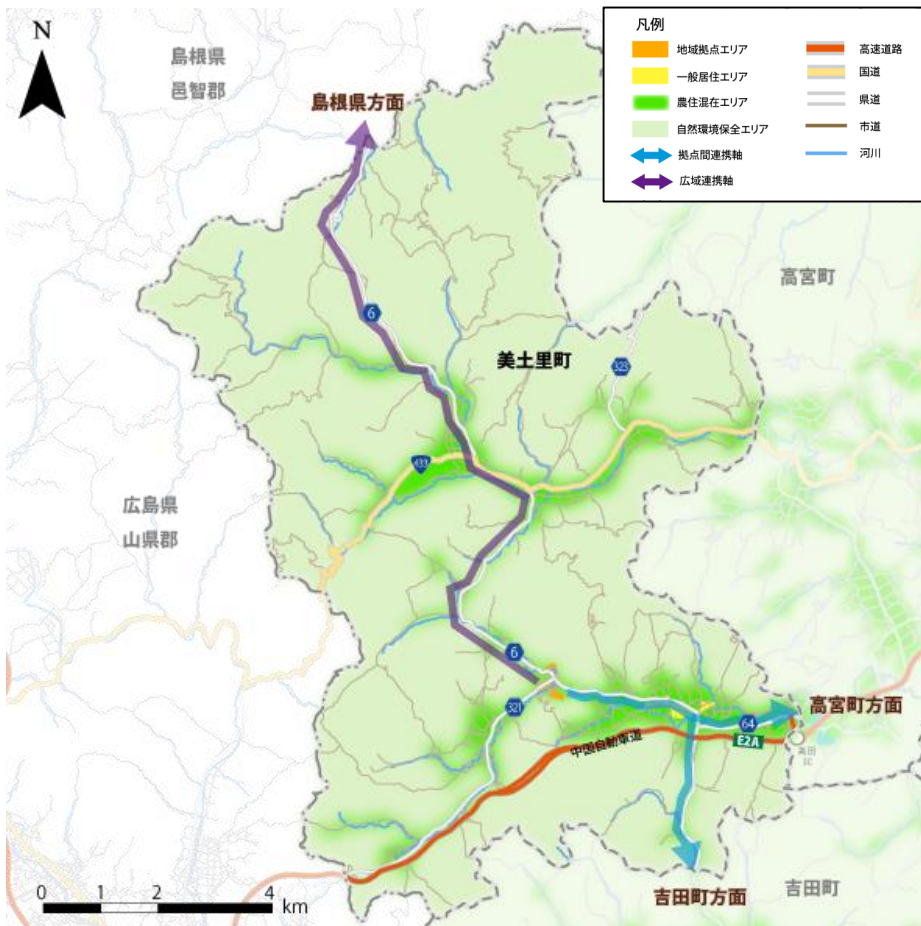 N
島根県
邑智郡
島根県方面
凡例
地域拠点エリア
一般居住エリア
農住混在エリア
自然環境保全エリア
拠点間連携軸
広域連携軸
高速道路
国道
県道
市道
河川
高宮町
6
美土里町
323
433
広島県
山県郡
6
321
高宮町方面
64
E2A
中国自動車道
高田
IC
吉田町方面
吉田町
0 1 2 4
km